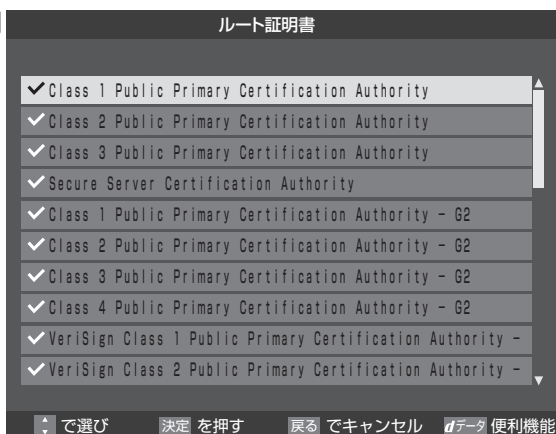 ルート証明書
Class 1 Public Primary Certification Authority
Class 2 Public Primary Certification Authority
Class 3 Public Primary Certification Authority
Secure Server Certification Authority
Class 1 Public Primary Certification Authority - G2
Class 2 Public Primary Certification Authority - G2
Class 3 Public Primary Certification Authority - G2
Class 4 Public Primary Certification Authority - G2
VeriSign Class 1 Public Primary Certification Authority -
VeriSign Class 2 Public Primary Certification Authority -
で選び 決定 を押す 戻る でキャンセル dデータ 便利機能